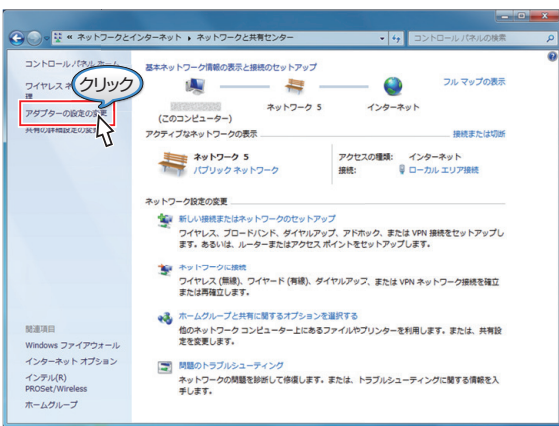 « ネットワークとインターネット ▸ ネットワークと共有センター
コントロール パネルの検索
コントロール パネル ホーム
ワイヤレス ネ
理
クリック
アダプターの設定の変更
共有の詳細設定の変更
関連項目
Windows ファイアウォール
インターネット オプション
インテル(R)
PROSet/Wireless
ホームグループ
基本ネットワーク情報の表示と接続のセットアップ
フル マップの表示
(このコンピューター)
ネットワーク 5
インターネット
アクティブなネットワークの表示
接続または切断
ネットワーク 5
パブリック ネットワーク
アクセスの種類: インターネット
接続: ローカル エリア接続
ネットワーク設定の変更
新しい接続またはネットワークのセットアップ
ワイヤレス、ブロードバンド、ダイヤルアップ、アドホック、または VPN 接続をセットアップし
ます。あるいは、ルーターまたはアクセス ポイントをセットアップします。
ネットワークに接続
ワイヤレス (無線)、ワイヤード (有線)、ダイヤルアップ、または VPN ネットワーク接続を確立
または再確立します。
ホームグループと共有に関するオプションを選択する
他のネットワーク コンピューター上にあるファイルやプリンターを利用します。または、共有設
定を変更します。
問題のトラブルシューティング
ネットワークの問題を診断して修復します。または、トラブルシューティングに関する情報を入
手します。